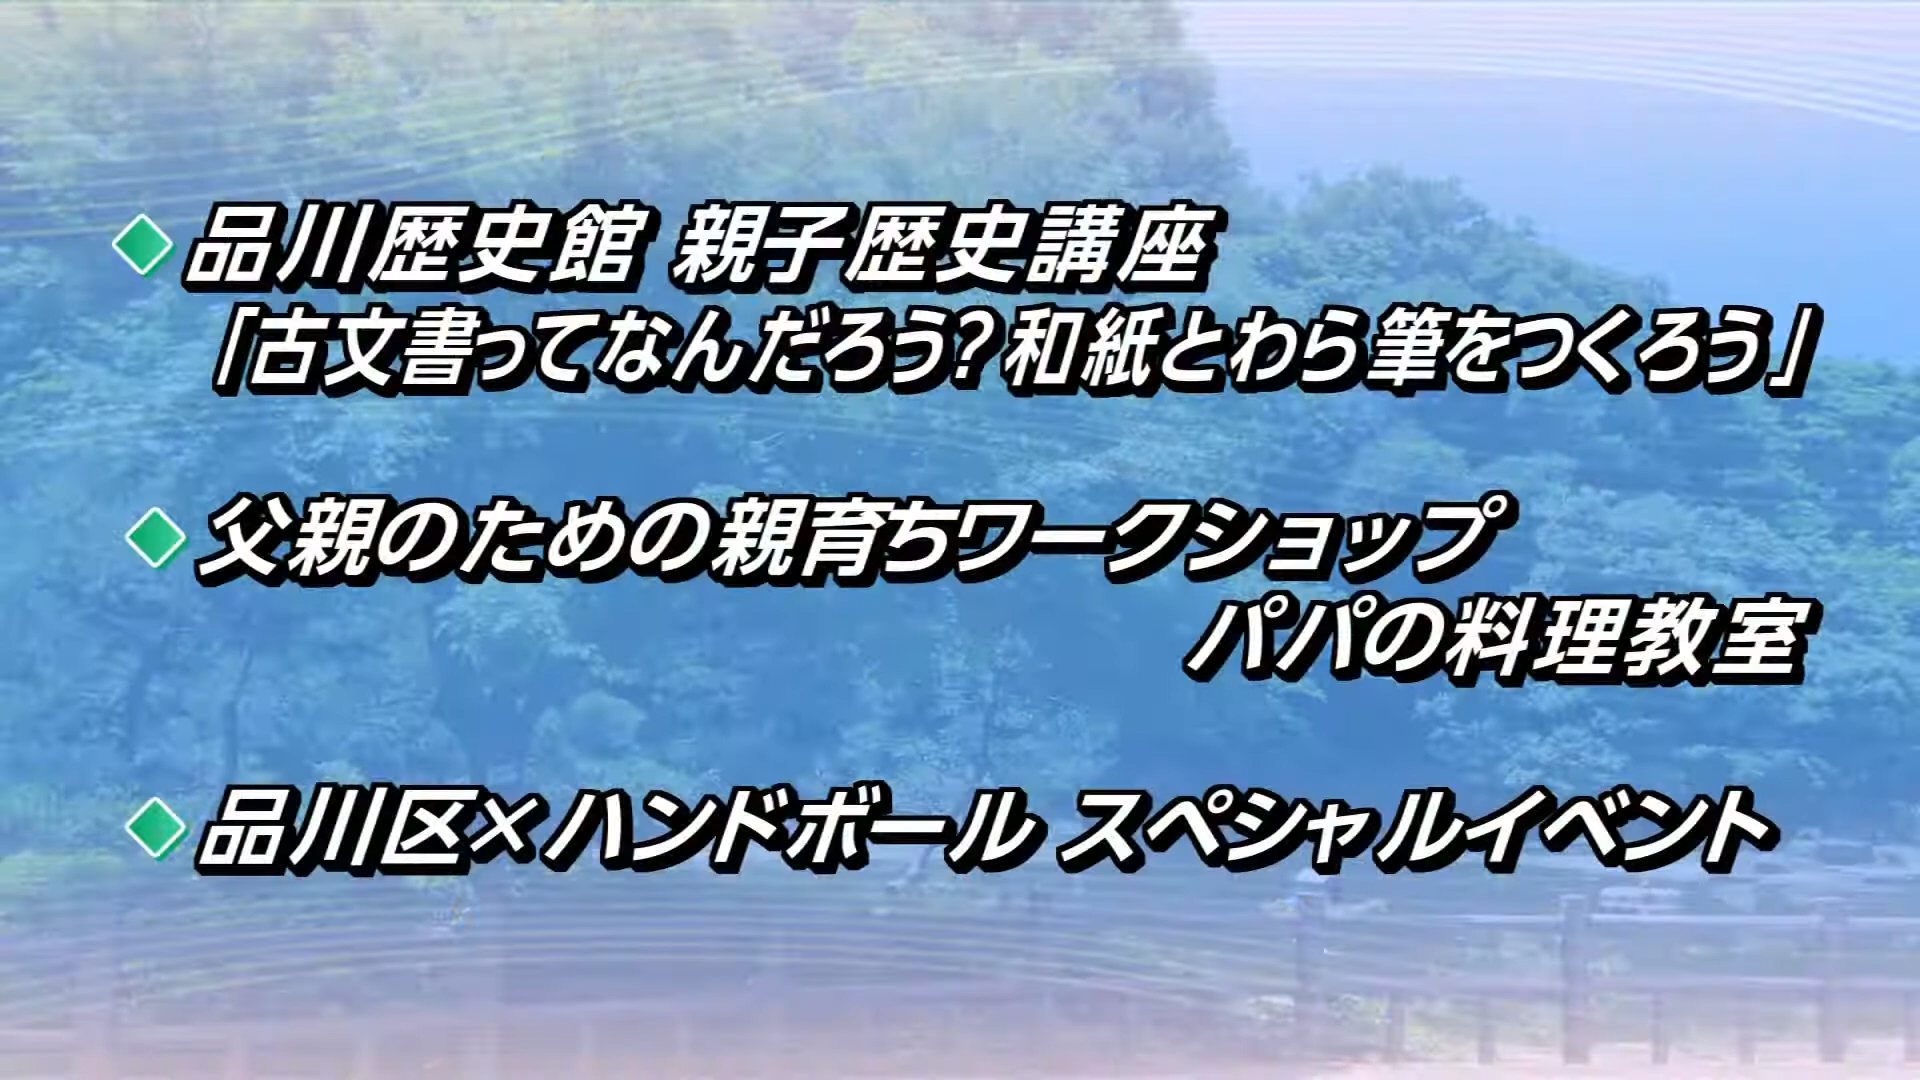 ◆品川歴史館 親子歴史講座
「古文書ってなんだろう?和紙とわら筆をつくろう」
◆父親のための親育ちワークショップ
パパの料理教室
◆品川区×ハンドボール スペシャルイベント